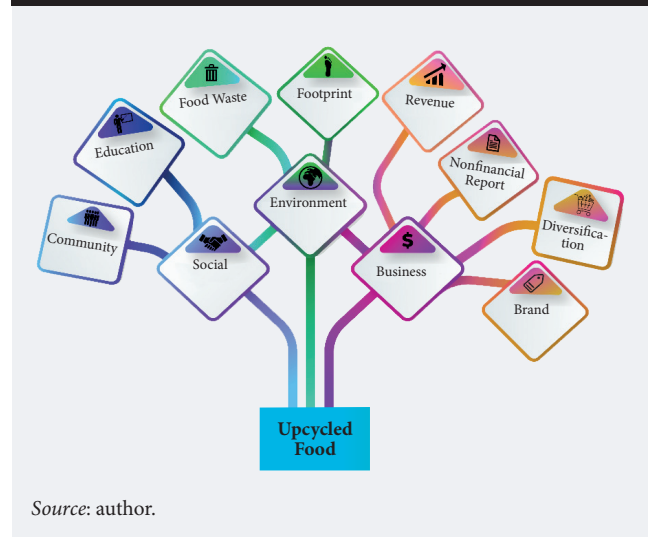 Footprint
Food Waste
Revenue
Education
Nonfinancial
Report
Environment
Diversifica-
tion
Community
Social
$
Business
Brand
Upcycled
Food
Source: author.